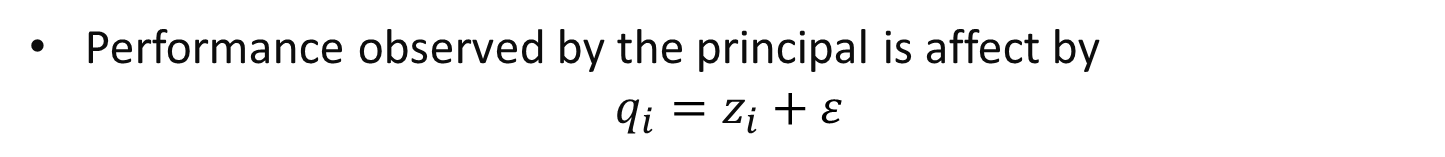 • Performance observed by the principal is affect by
qᵢ = zᵢ + ε